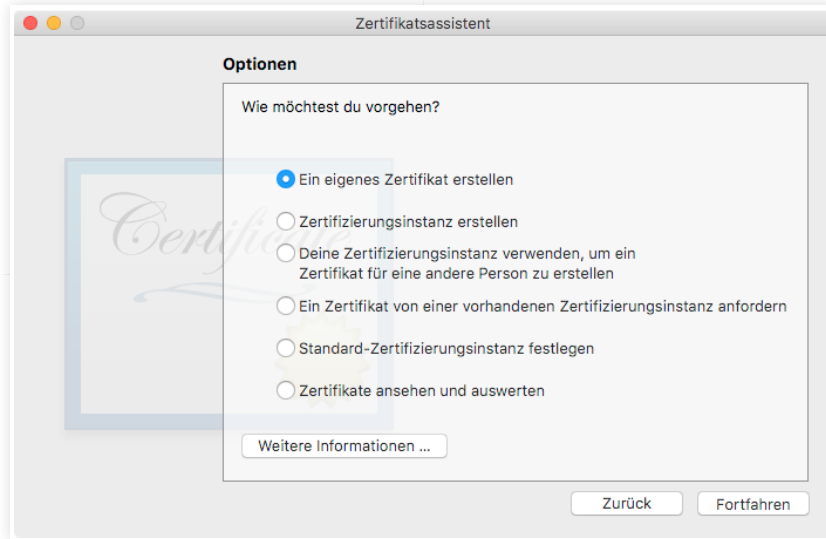 Zertifikatsassistent
Optionen
Wie möchtest du vorgehen?
Certificate
Ein eigenes Zertifikat erstellen
Zertifizierungsinstanz erstellen
Deine Zertifizierungsinstanz verwenden, um ein
Zertifikat für eine andere Person zu erstellen
Ein Zertifikat von einer vorhandenen Zertifizierungsinstanz anfordern
Standard-Zertifizierungsinstanz festlegen
Zertifikate ansehen und auswerten
Weitere Informationen ...
Zurück
Fortfahren